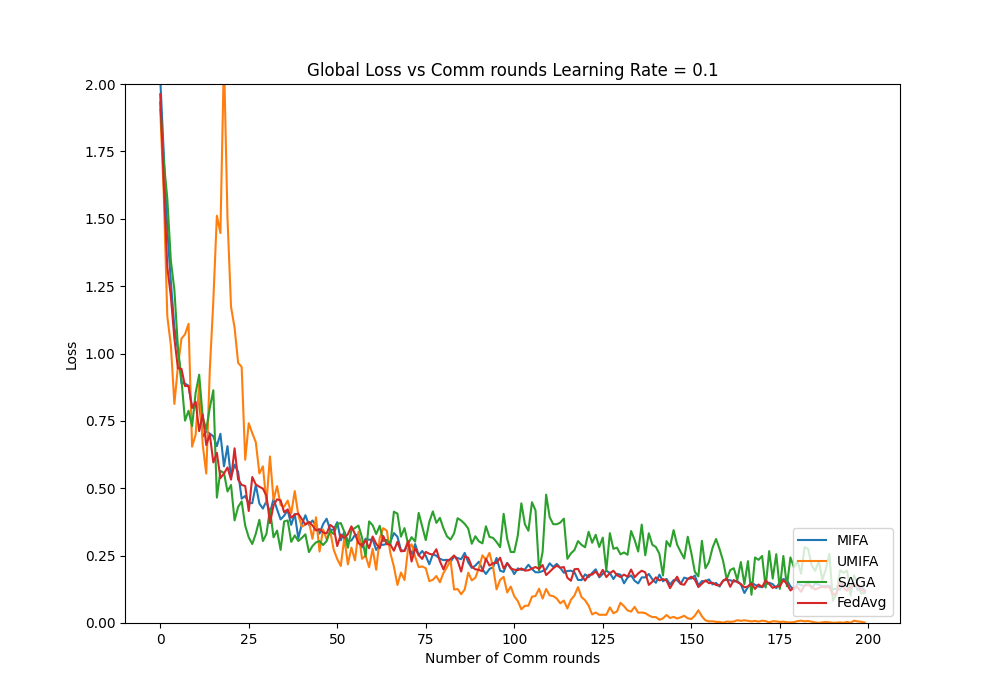 Global Loss vs Comm rounds Learning Rate = 0.1
Loss
2.00
1.75
1.50
1.25
1.00
0.75
0.50
0.25
0.00
0 25 50 75 100 125 150 175 200
Number of Comm rounds
MIFA
UMIFA
SAGA
FedAvg